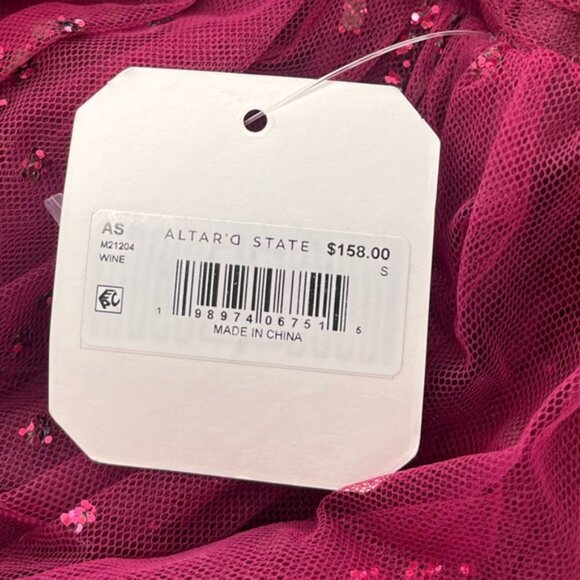 AS ALTAR'D STATE $158.00
M21204
WINE S
1 98974 06751 5
MADE IN CHINA